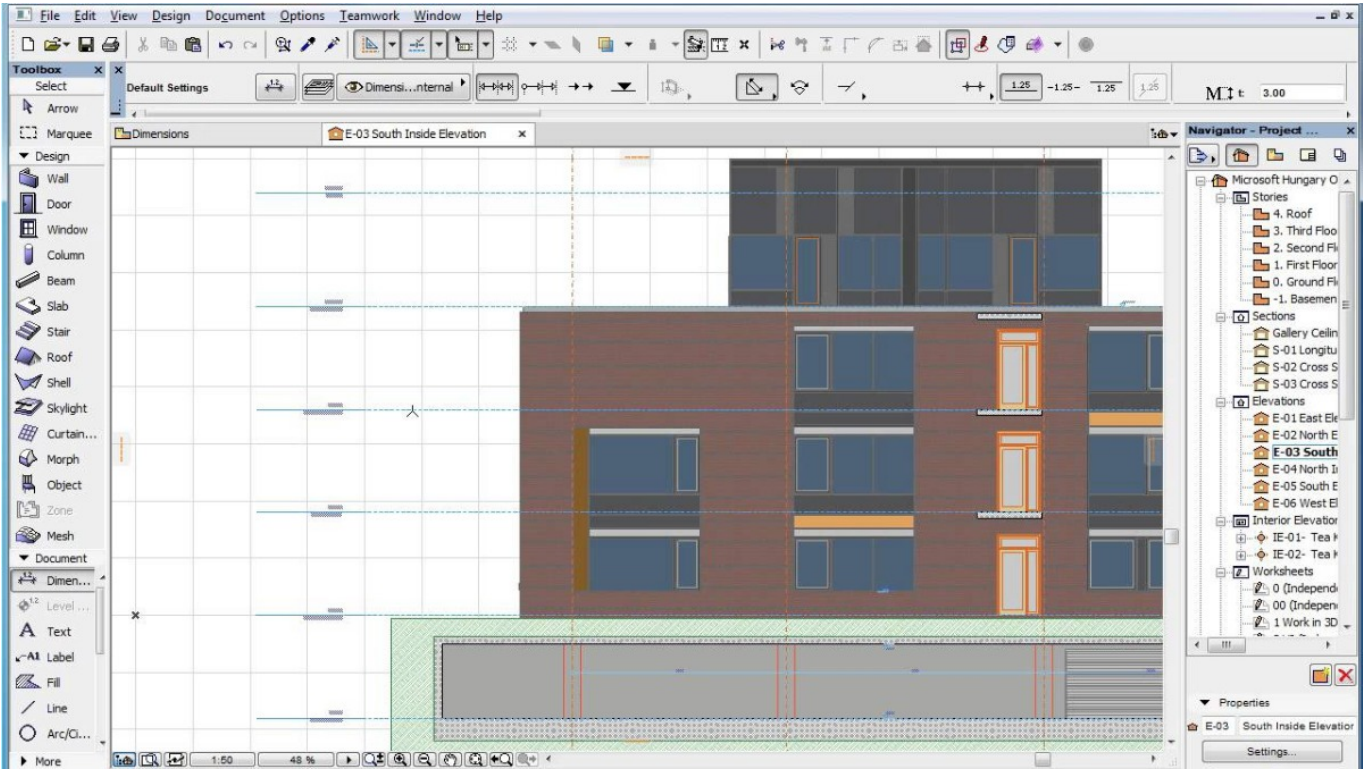 File Edit View Design Document Options Teamwork Window Help
Toolbox
Select
Arrow
Marquee
Design
Wall
Door
Window
Column
Beam
Slab
Stair
Roof
Shell
Skylight
Curtain...
Morph
Object
Zone
Mesh
Document
Dimen...
Level ...
Text
Label
Fill
Line
Arc/Ci...
More
Default Settings
Dimensi...nternal
1.25
-1.25-
1.25
1.25
t: 3.00
Dimensions
E-03 South Inside Elevation
1:50
48 %
Navigator - Project ...
Microsoft Hungary O
Stories
4. Roof
3. Third Floo
2. Second Fl
1. First Floor
0. Ground Fl
-1. Basemen
Sections
Gallery Ceilin
S-01 Longitu
S-02 Cross S
S-03 Cross S
Elevations
E-01 East Ele
E-02 North E
E-03 South
E-04 North I
E-05 South E
E-06 West El
Interior Elevation
IE-01- Tea K
IE-02- Tea K
Worksheets
0 (Independe
00 (Indepen
1 Work in 3D
Properties
E-03 South Inside Elevation
Settings...